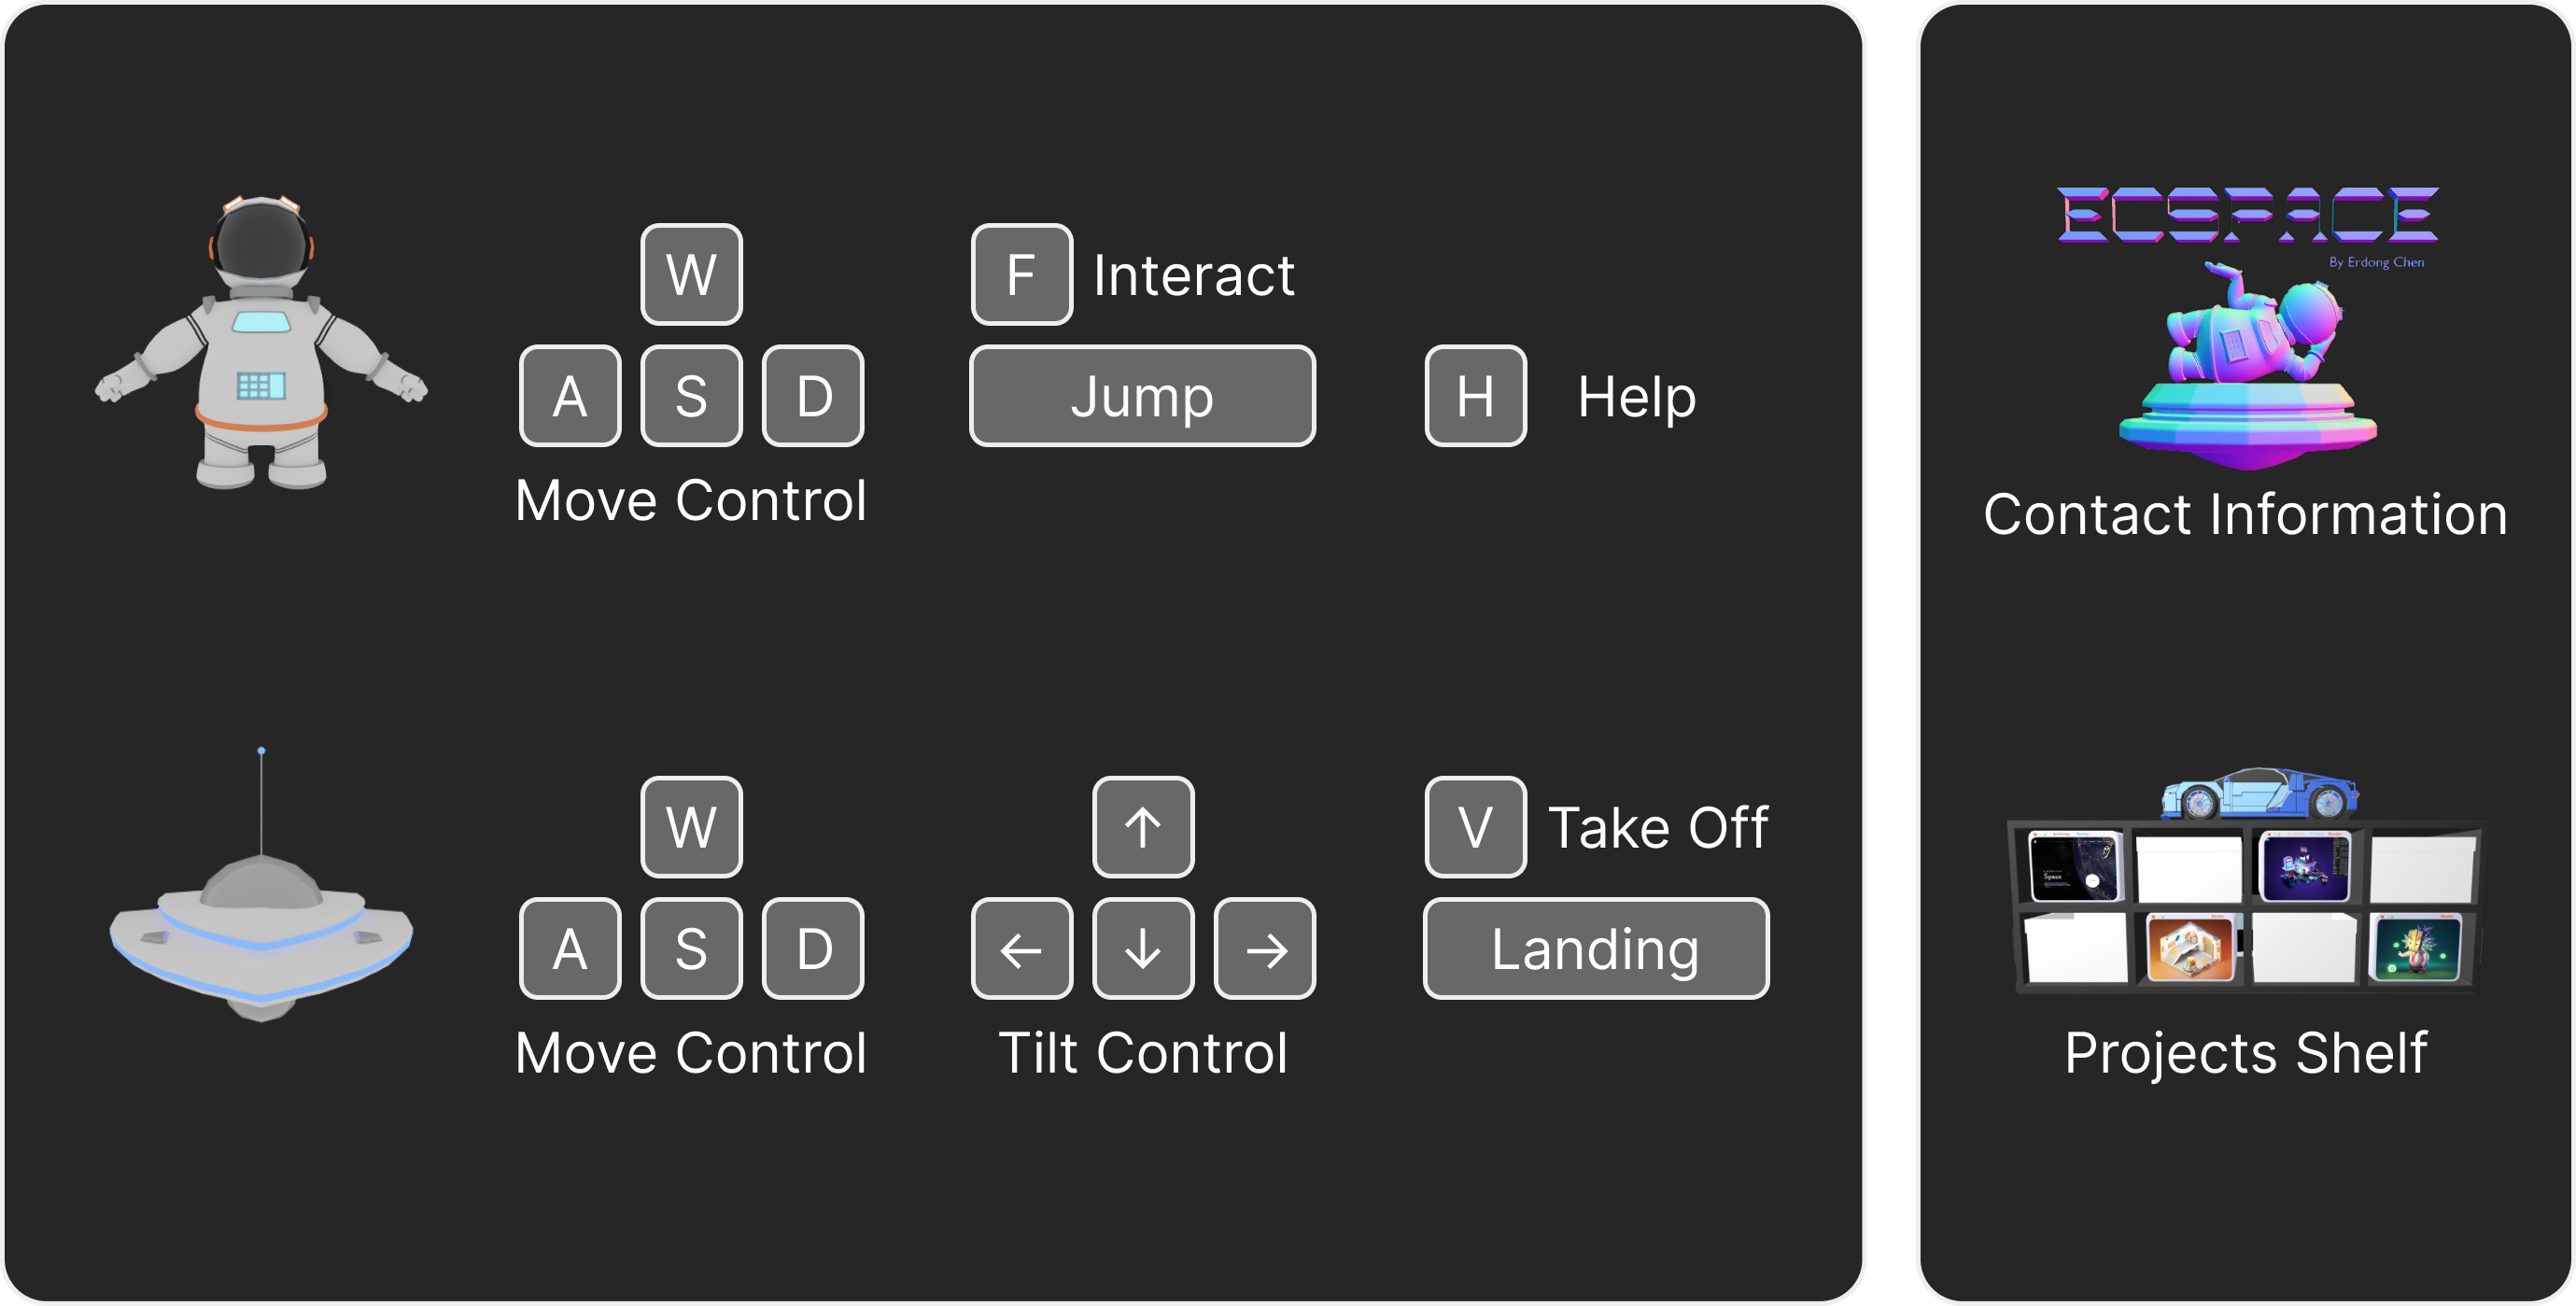 W
F Interact
A S D
Jump
H Help
Move Control
W
↑
V Take Off
A S D
← ↓ →
Landing
Move Control
Tilt Control
ECSPACE
By Erdong Chen
Contact Information
Space
Projects Shelf